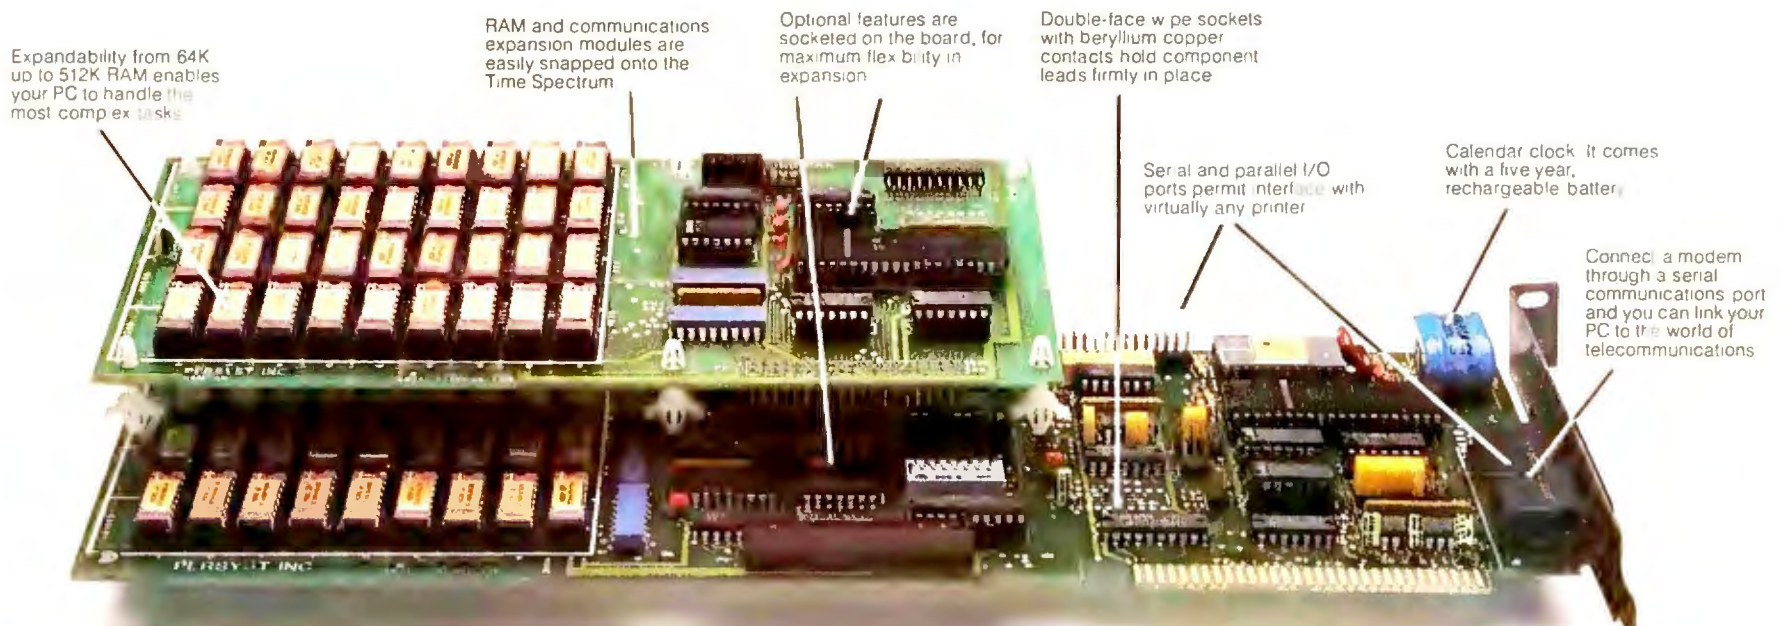 Expandability from 64K
up to 512K RAM enables
your PC to handle the
most complex tasks
RAM and communications
expansion modules are
easily snapped onto the
Time Spectrum
Optional features are
socketed on the board, for
maximum flexibility in
expansion
Double-face wipe sockets
with beryllium copper
contacts hold component
leads firmly in place
Serial and parallel I/O
ports permit interface with
virtually any printer
Calendar clock. It comes
with a five year,
rechargeable battery
Connect a modem
through a serial
communications port
and you can link your
PC to the world of
telecommunications
PERSYST INC
PERSYST INC